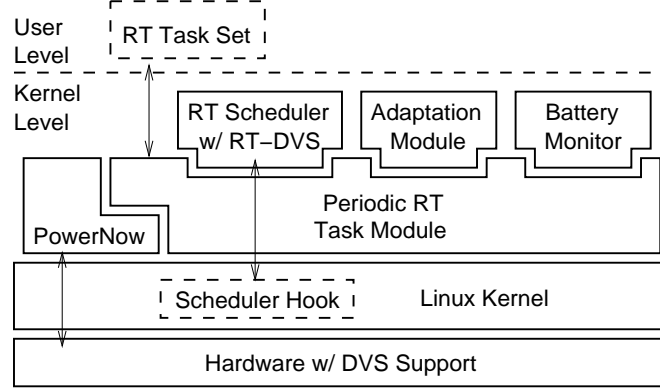 User
Level
RT Task Set
Kernel
Level
RT Scheduler
w/ RT−DVS
Adaptation
Module
Battery
Monitor
Periodic RT
Task Module
PowerNow
Scheduler Hook
Linux Kernel
Hardware w/ DVS Support